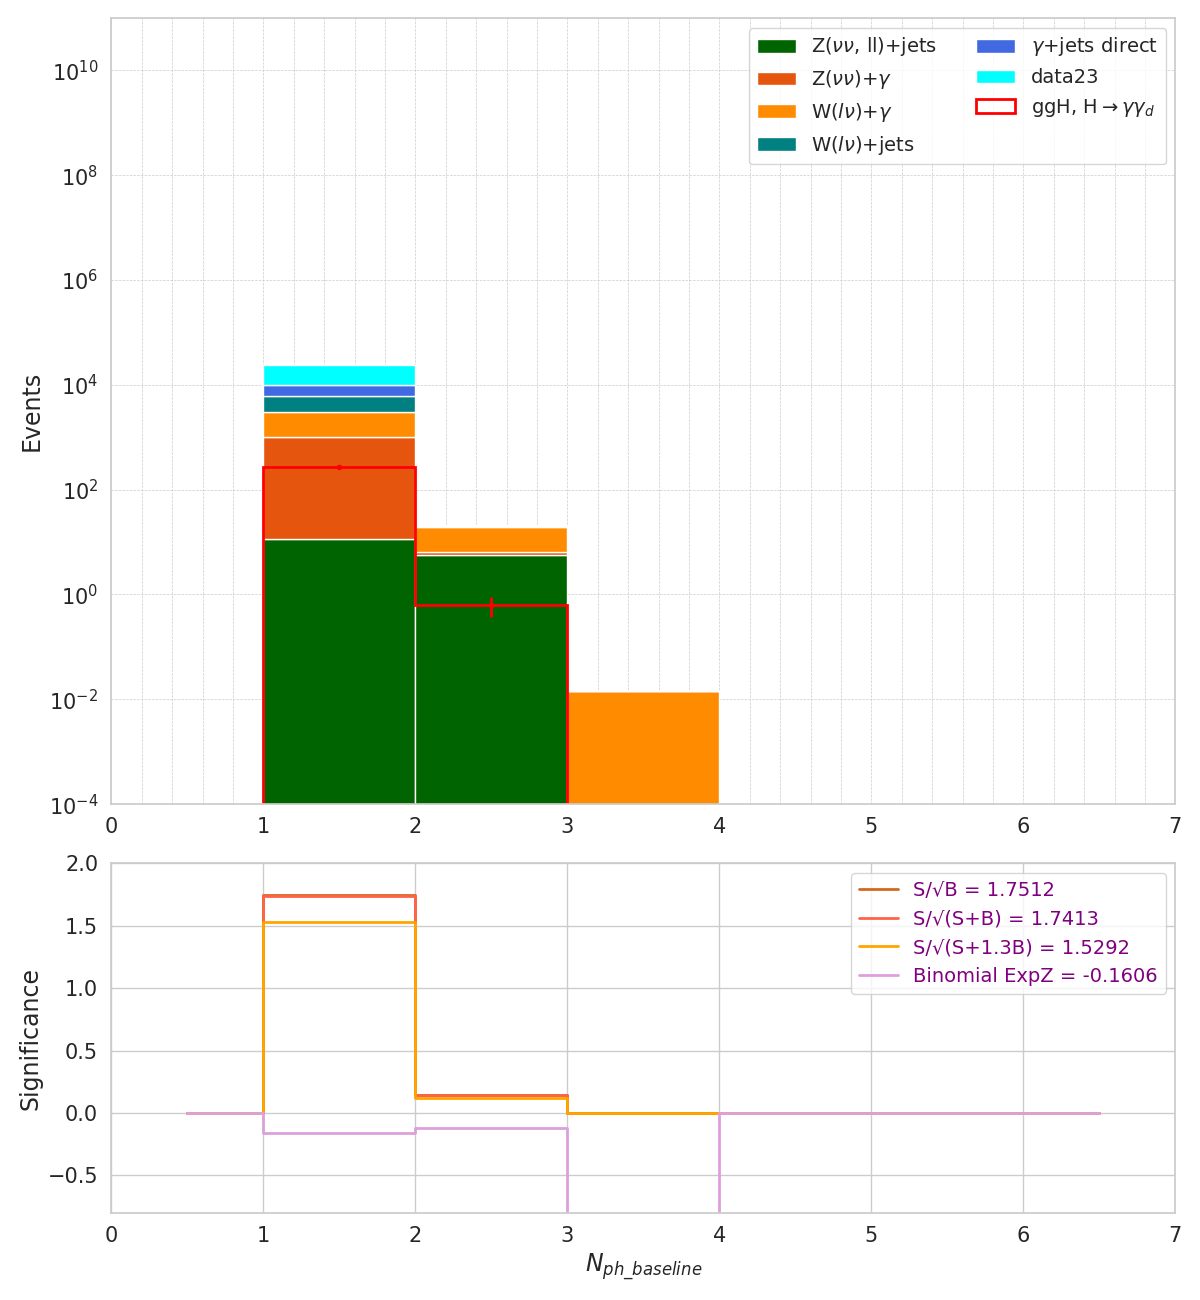 Z(νν, ll)+jets
Z(νν)+γ
W(lν)+γ
W(lν)+jets
γ+jets direct
data23
ggH, H→γγ_d
Events
10^10
10^8
10^6
10^4
10^2
10^0
10^−2
10^−4
0 1 2 3 4 5 6 7
S/√B = 1.7512
S/√(S+B) = 1.7413
S/√(S+1.3B) = 1.5292
Binomial ExpZ = -0.1606
Significance
2.0
1.5
1.0
0.5
0.0
−0.5
0 1 2 3 4 5 6 7
N_ph_baseline